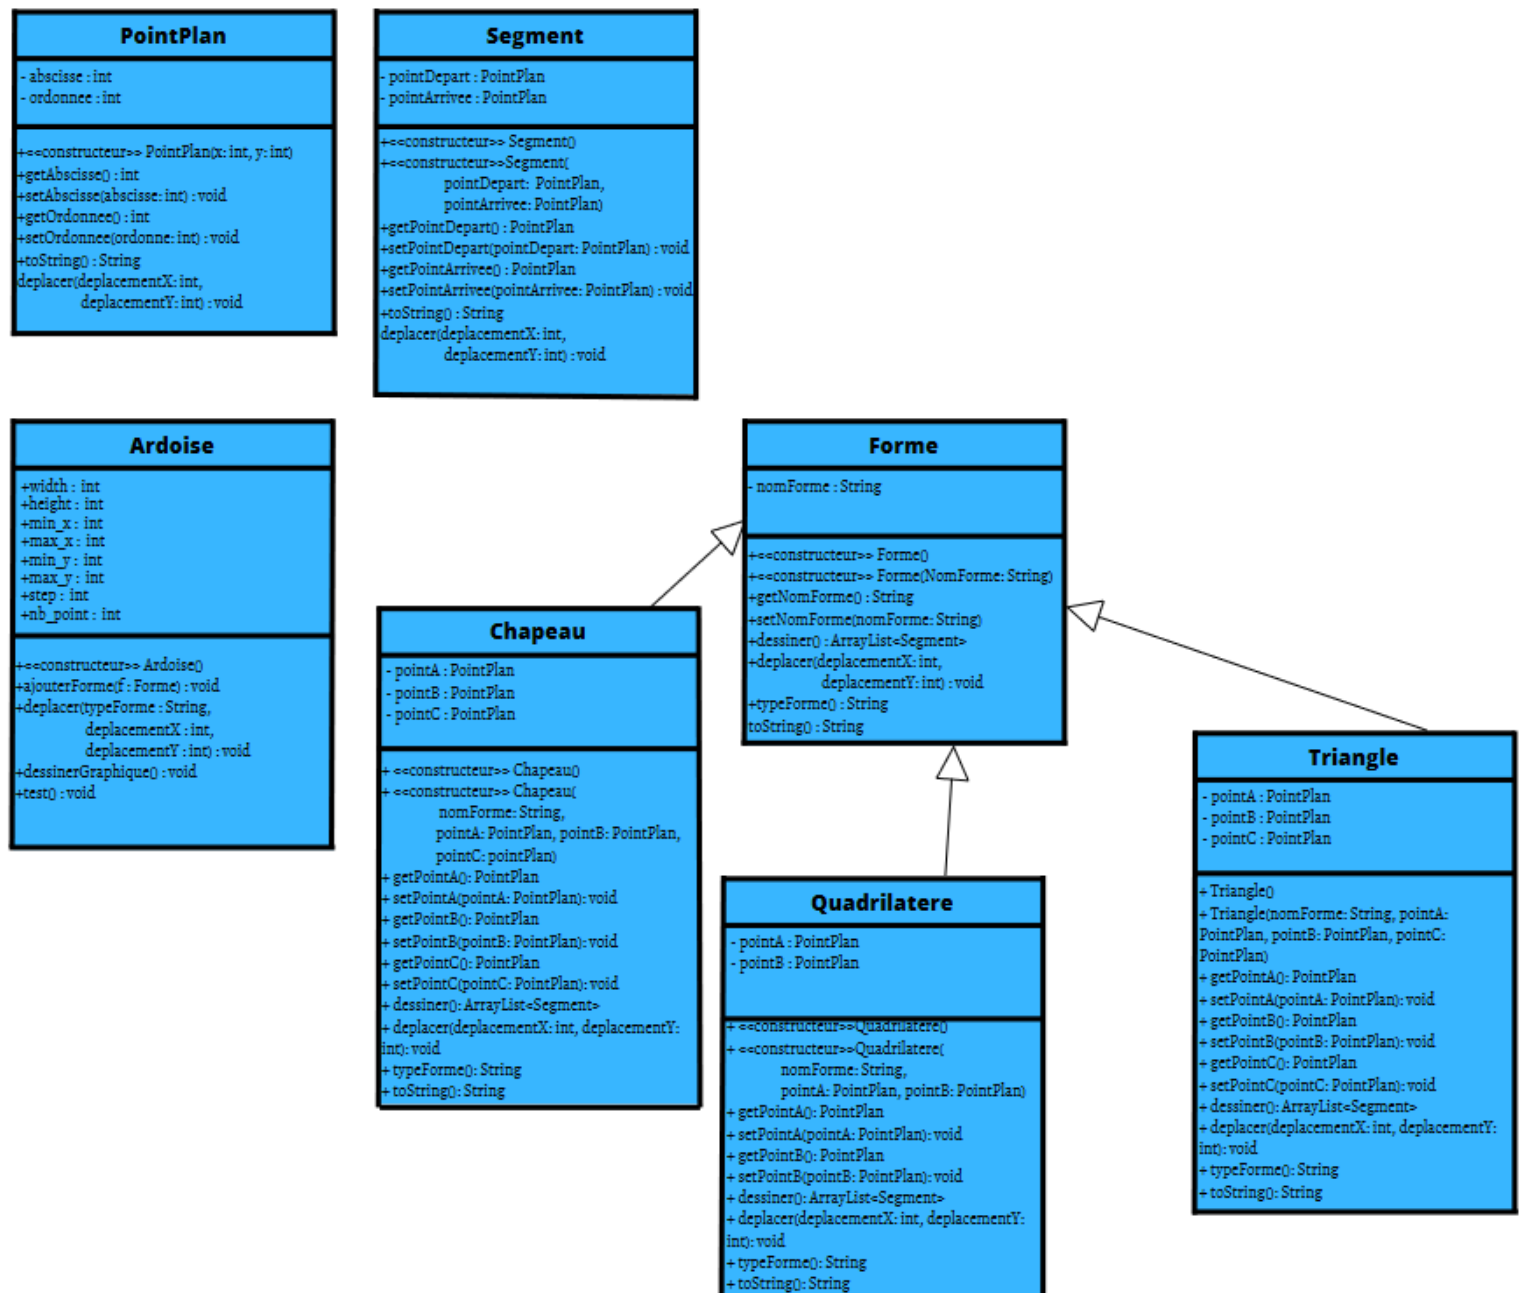 PointPlan
- abscisse : int
- ordonnee : int
+<<constructeur>> PointPlan(x: int, y: int)
+getAbscisse() : int
+setAbscisse(abscisse: int) : void
+getOrdonnee() : int
+setOrdonnee(ordonne: int) : void
+toString() : String
deplacer(deplacementX: int,
deplacementY: int) : void
Segment
- pointDepart : PointPlan
- pointArrivee : PointPlan
+<<constructeur>> Segment()
+<<constructeur>>Segment(
pointDepart: PointPlan,
pointArrivee: PointPlan)
+getPointDepart() : PointPlan
+setPointDepart(pointDepart: PointPlan) : void
+getPointArrivee() : PointPlan
+setPointArrivee(pointArrivee: PointPlan) : void
+toString() : String
deplacer(deplacementX: int,
deplacementY: int) : void
Ardoise
+width : int
+height : int
+min_x : int
+max_x : int
+min_y : int
+max_y : int
+step : int
+nb_point : int
+<<constructeur>> Ardoise()
+ajouterForme(f : Forme) : void
+deplacer(typeForme : String,
deplacementX : int,
deplacementY : int) : void
+dessinerGraphique() : void
+test() : void
Forme
- nomForme : String
+<<constructeur>> Forme()
+<<constructeur>> Forme(NomForme: String)
+getNomForme() : String
+setNomForme(nomForme: String)
+dessiner() : ArrayList<Segment>
+deplacer(deplacementX: int,
deplacementY: int) : void
+typeForme() : String
toString() : String
Chapeau
- pointA : PointPlan
- pointB : PointPlan
- pointC : PointPlan
+ <<constructeur>> Chapeau()
+ <<constructeur>> Chapeau(
nomForme: String,
pointA: PointPlan, pointB: PointPlan,
pointC: pointPlan)
+ getPointA(): PointPlan
+ setPointA(pointA: PointPlan): void
+ getPointB(): PointPlan
+ setPointB(pointB: PointPlan): void
+ getPointC(): PointPlan
+ setPointC(pointC: PointPlan): void
+ dessiner(): ArrayList<Segment>
+ deplacer(deplacementX: int, deplacementY:
int): void
+ typeForme(): String
+ toString(): String
Quadrilatere
- pointA : PointPlan
- pointB : PointPlan
+ <<constructeur>>Quadrilatere()
+ <<constructeur>>Quadrilatere(
nomForme: String,
pointA: PointPlan, pointB: PointPlan)
+ getPointA(): PointPlan
+ setPointA(pointA: PointPlan): void
+ getPointB(): PointPlan
+ setPointB(pointB: PointPlan): void
+ dessiner(): ArrayList<Segment>
+ deplacer(deplacementX: int, deplacementY:
int): void
+ typeForme(): String
+ toString(): String
Triangle
- pointA : PointPlan
- pointB : PointPlan
- pointC : PointPlan
+ Triangle()
+ Triangle(nomForme: String, pointA:
PointPlan, pointB: PointPlan, pointC:
PointPlan)
+ getPointA(): PointPlan
+ setPointA(pointA: PointPlan): void
+ getPointB(): PointPlan
+ setPointB(pointB: PointPlan): void
+ getPointC(): PointPlan
+ setPointC(pointC: PointPlan): void
+ dessiner(): ArrayList<Segment>
+ deplacer(deplacementX: int, deplacementY:
int): void
+ typeForme(): String
+ toString(): String